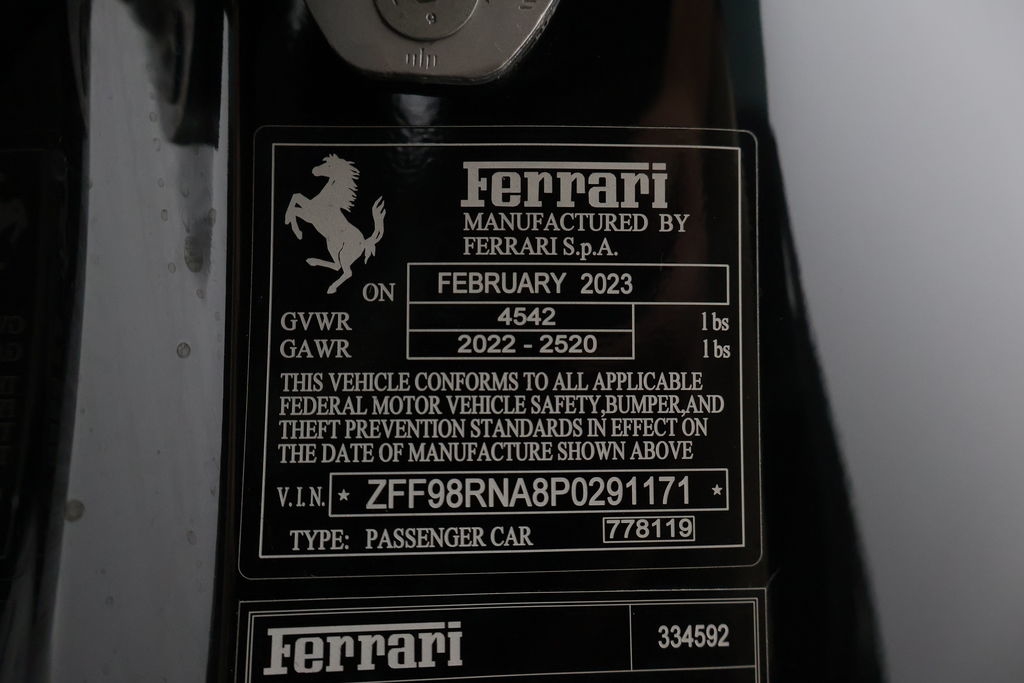 Ferrari
MANUFACTURED BY
FERRARI S.p.A.
ON FEBRUARY 2023
GVWR 4542 lbs
GAWR 2022 - 2520 lbs
THIS VEHICLE CONFORMS TO ALL APPLICABLE
FEDERAL MOTOR VEHICLE SAFETY,BUMPER,AND
THEFT PREVENTION STANDARDS IN EFFECT ON
THE DATE OF MANUFACTURE SHOWN ABOVE
V.I.N. ★ ZFF98RNA8P0291171 ★
TYPE: PASSENGER CAR 778119
Ferrari 334592